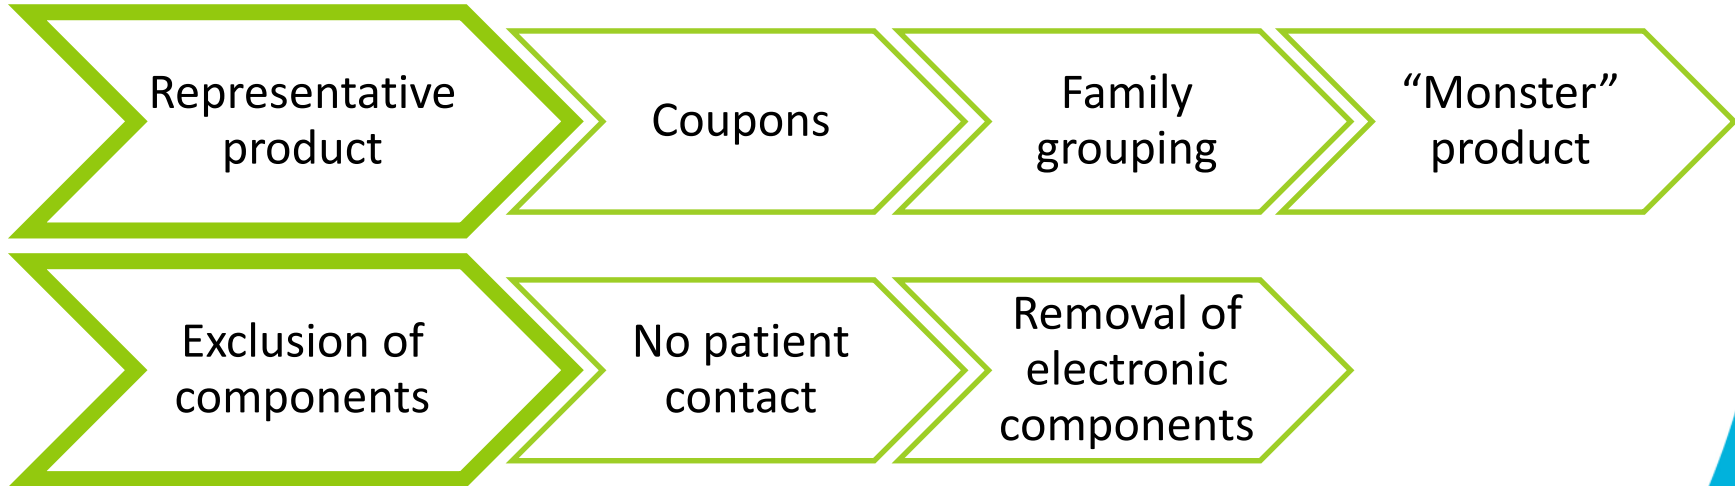 Representative
product
Coupons
Family
grouping
“Monster”
product
Exclusion of
components
No patient
contact
Removal of
electronic
components